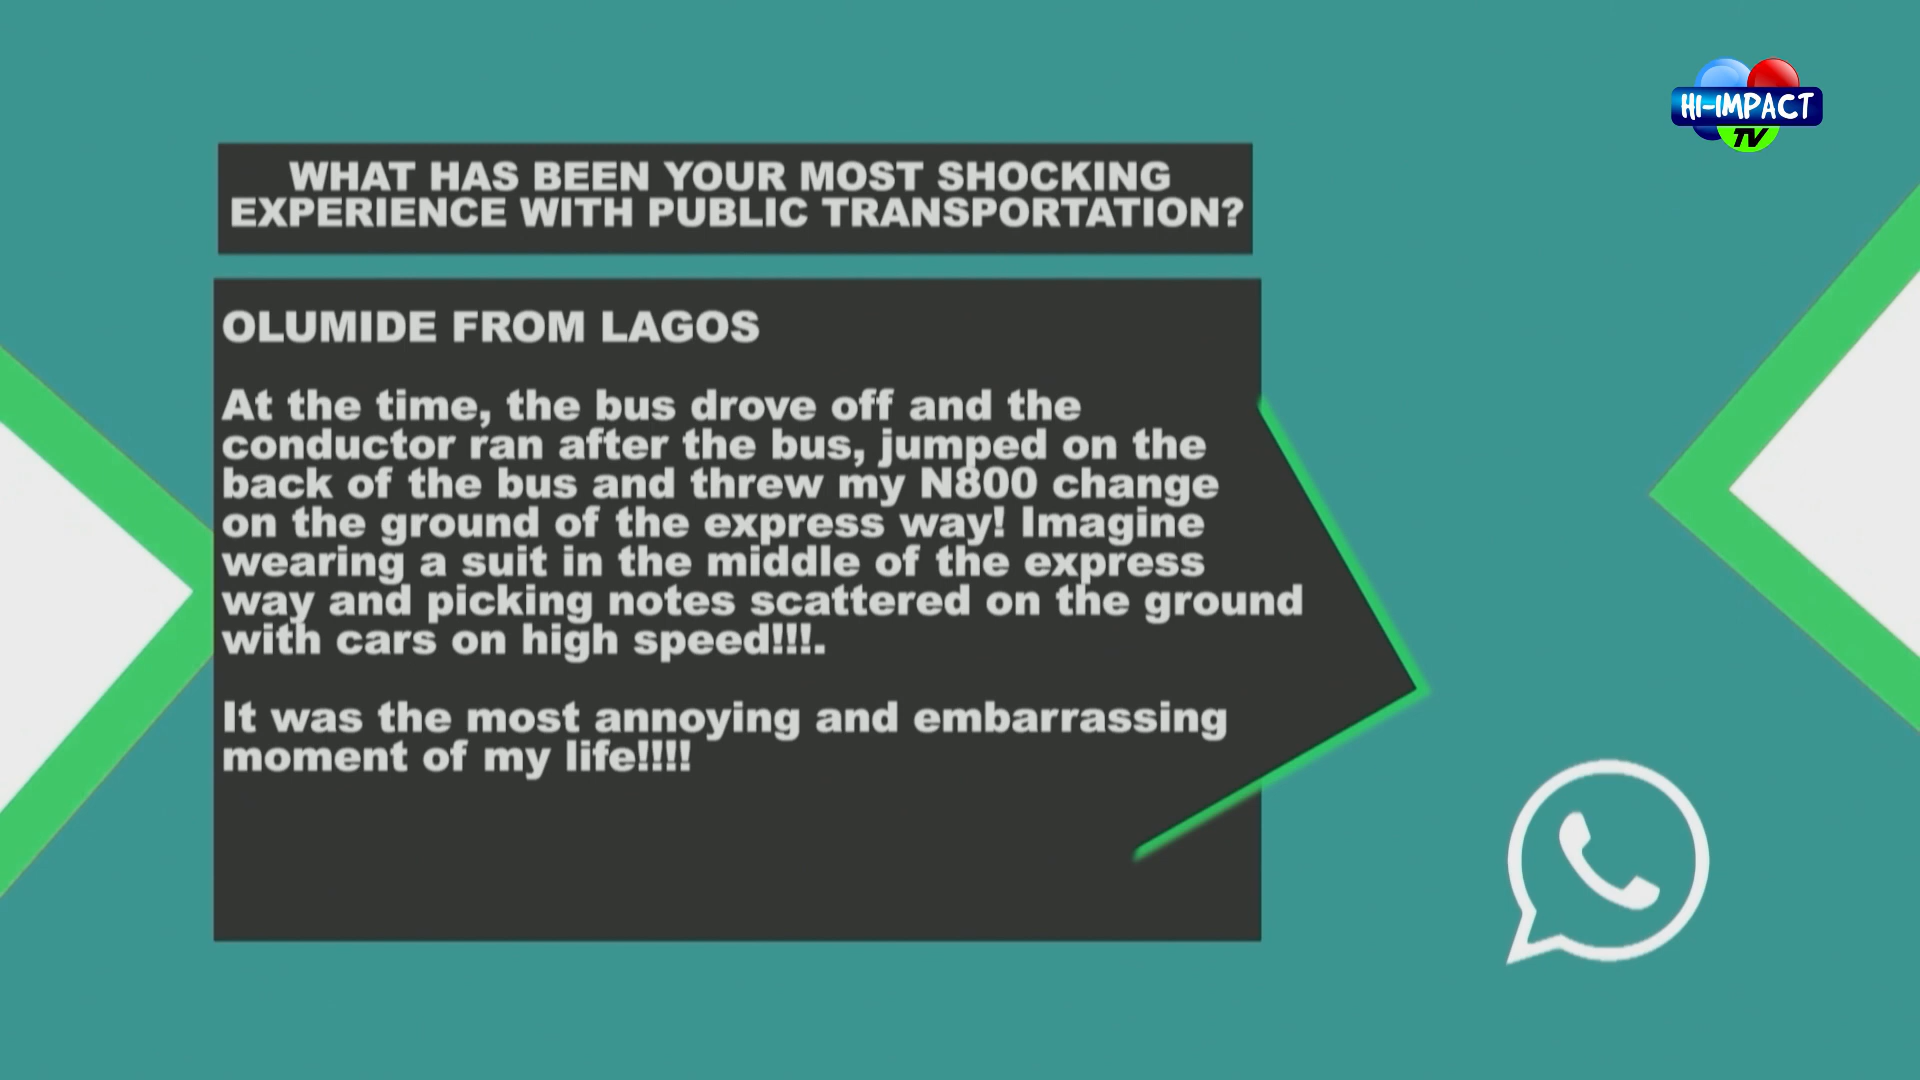 HI-IMPACT
TV
WHAT HAS BEEN YOUR MOST SHOCKING
EXPERIENCE WITH PUBLIC TRANSPORTATION?
OLUMIDE FROM LAGOS
At the time, the bus drove off and the
conductor ran after the bus, jumped on the
back of the bus and threw my N800 change
on the ground of the express way! Imagine
wearing a suit in the middle of the express
way and picking notes scattered on the ground
with cars on high speed!!!.
It was the most annoying and embarrassing
moment of my life!!!!